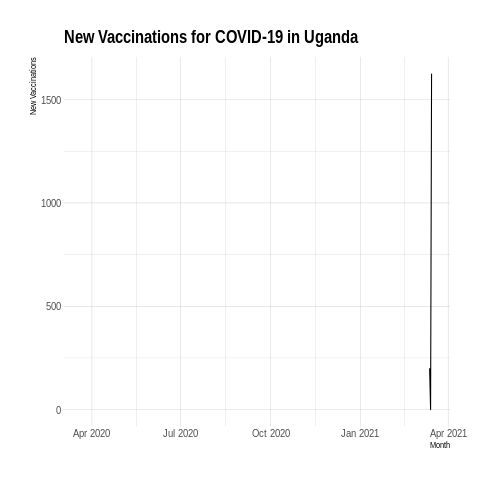 New Vaccinations for COVID-19 in Uganda
New Vaccinations
1500
1000
500
0
Apr 2020 Jul 2020 Oct 2020 Jan 2021 Apr 2021
Month